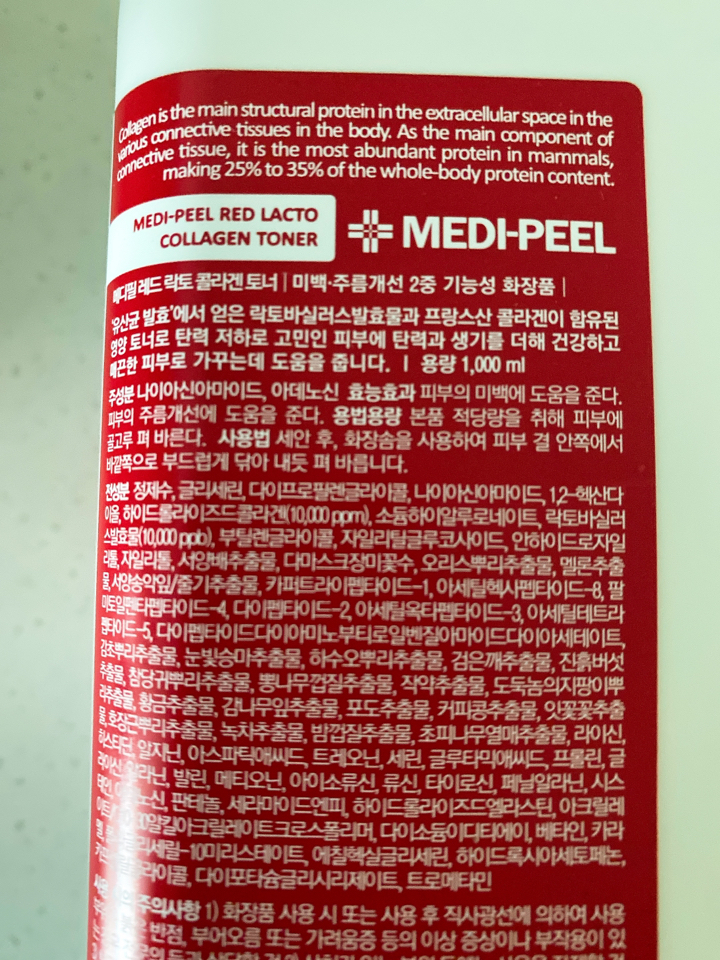 Collagen is the main structural protein in the extracellular space in the
various connective tissues in the body. As the main component of
connective tissue, it is the most abundant protein in mammals,
making 25% to 35% of the whole-body protein content.
MEDI-PEEL RED LACTO
COLLAGEN TONER
MEDI-PEEL
메디필 레드 락토 콜라겐 토너 | 미백·주름개선 2중 기능성 화장품 |
'유산균 발효'에서 얻은 락토바실러스발효물과 프랑스산 콜라겐이 함유된
영양 토너로 탄력 저하로 고민인 피부에 탄력과 생기를 더해 건강하고
매끈한 피부로 가꾸는데 도움을 줍니다. | 용량 1,000 ml
주성분 나이아신아마이드, 아데노신 효능효과 피부의 미백에 도움을 준다.
피부의 주름개선에 도움을 준다. 용법용량 본품 적당량을 취해 피부에
골고루 펴 바른다. 사용법 세안 후, 화장솜을 사용하여 피부 결 안쪽에서
바깥쪽으로 부드럽게 닦아 내듯 펴 바릅니다.
전성분 정제수, 글리세린, 다이프로필렌글라이콜, 나이아신아마이드, 1,2-헥산다
이올, 하이드롤라이즈드콜라겐(10,000 ppm), 소듐하이알루로네이트, 락토바실러
스발효물(10,000 ppb), 부틸렌글라이콜, 자일리틸글루코사이드, 안하이드로자일
리톨, 자일리톨, 서양배추출물, 다마스크장미꽃수, 오리스뿌리추출물, 멜론추출
물, 서양송악잎/줄기추출물, 카퍼트라이펩타이드-1, 아세틸헥사펩타이드-8, 팔
미토일펜타펩타이드-4, 다이펩타이드-2, 아세틸옥타펩타이드-3, 아세틸테트라
펩타이드-5, 다이펩타이드다이아미노부티로일벤질아마이드다이아세테이트,
감초뿌리추출물, 눈빛승마추출물, 하수오뿌리추출물, 검은깨추출물, 진흙버섯
추출물, 참당귀뿌리추출물, 뽕나무껍질추출물, 작약추출물, 도둑놈의지팡이뿌
리추출물, 황금추출물, 감나무잎추출물, 포도추출물, 커피콩추출물, 잇꽃꽃추출
물, 호장근뿌리추출물, 녹차추출물, 밤껍질추출물, 초피나무열매추출물, 라이신,
히스티딘, 알지닌, 아스파틱애씨드, 트레오닌, 세린, 글루타믹애씨드, 프롤린, 글
라이신, 알라닌, 발린, 메티오닌, 아이소류신, 류신, 타이로신, 페닐알라닌, 시스
테인, 아데노신, 판테놀, 세라마이드엔피, 하이드롤라이즈드엘라스틴, 아크릴레
이트/ 알킬아크릴레이트크로스폴리머, 다이소듐이디티에이, 베타인, 카라
멜, 폴리글리세릴-10미리스테이트, 에칠헥실글리세린, 하이드록시아세토페논,
글라이콜, 다이포타슘글리시리제이트, 트로메타민
주의사항 1) 화장품 사용 시 또는 사용 후 직사광선에 의하여 사용
반점, 부어오름 또는 가려움증 등의 이상 증상이나 부작용이 있